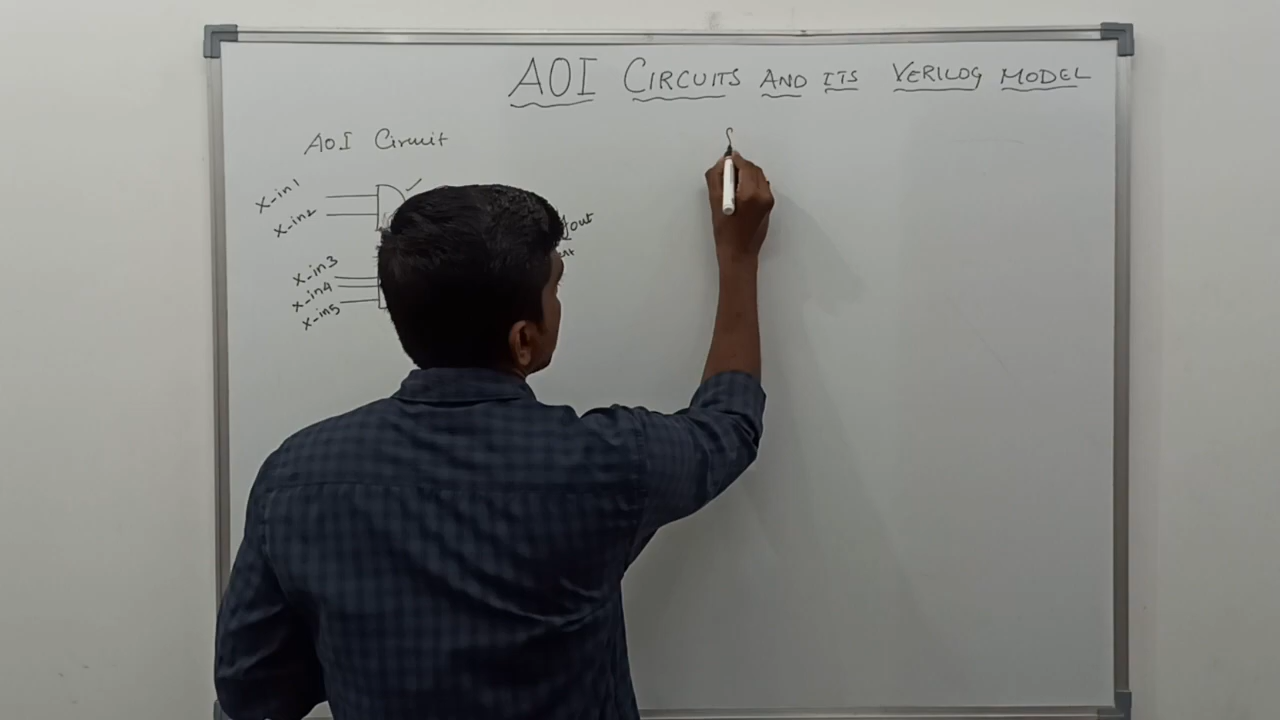 AOI CIRCUITS AND ITS VERILOG MODEL
AOI Circuit
x-in1
x-in2
x-in3
x-in4
x-in5